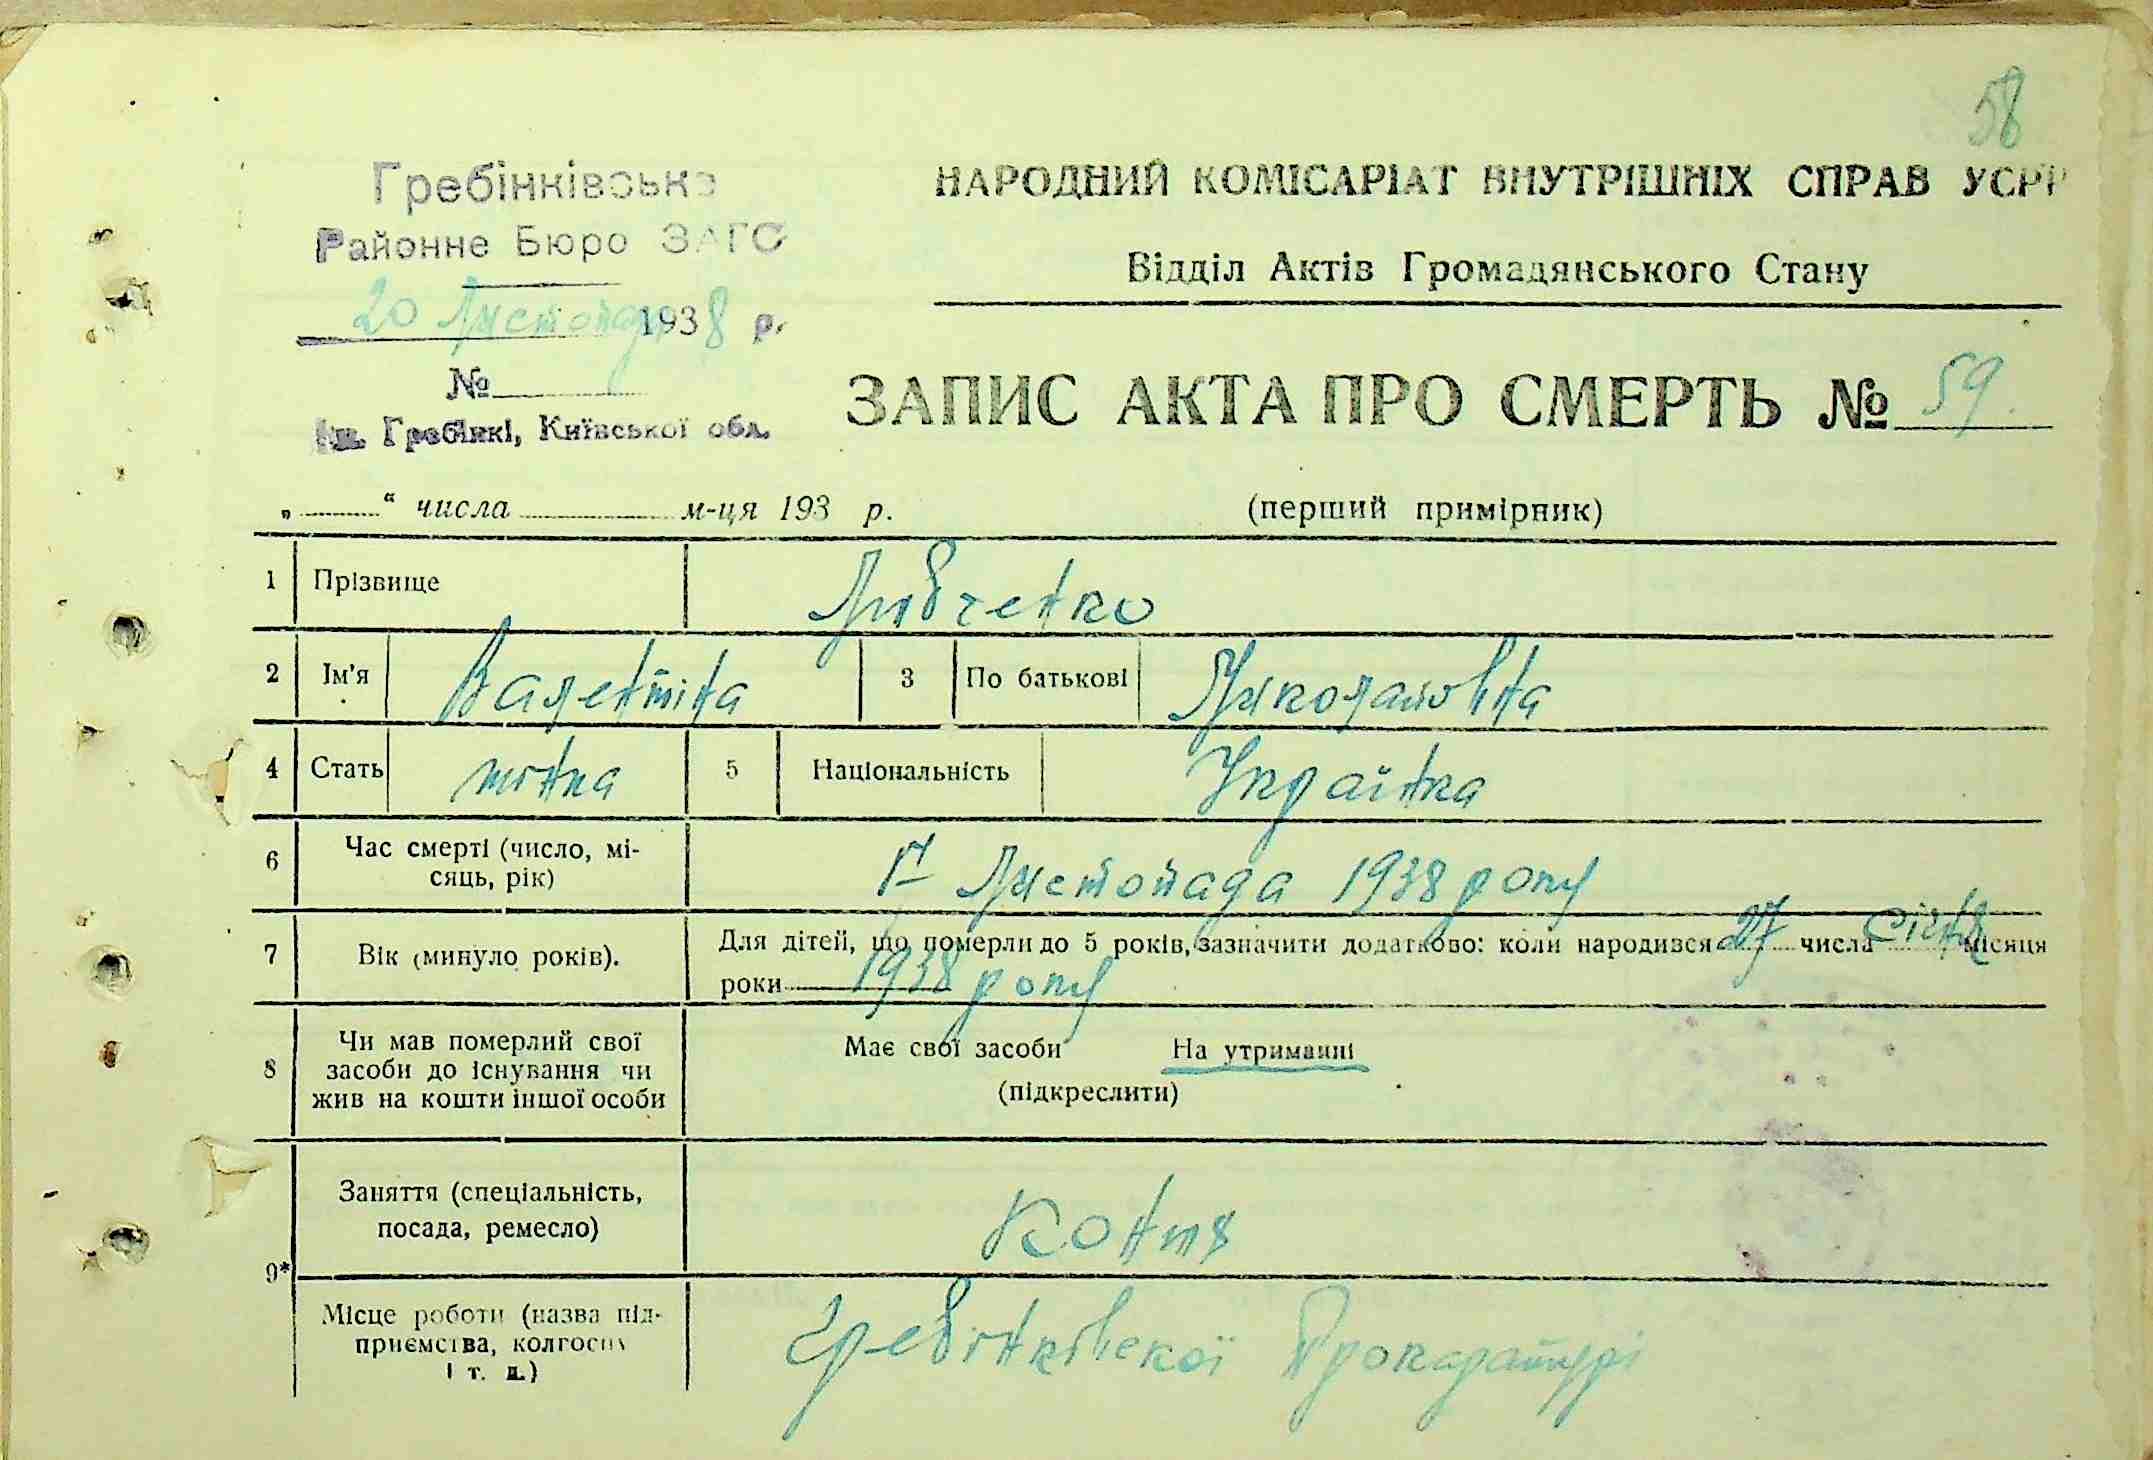 58
Гребінківське
Районне Бюро ЗАГС
20 Листопада 1938 р.
№
м. Гребінкі, Київської обл.
НАРОДНИЙ КОМІСАРІАТ ВНУТРІШНІХ СПРАВ УСРР
Відділ Актів Громадянського Стану
ЗАПИС АКТА ПРО СМЕРТЬ № 59.
„ “ числа м-ця 193 р. (перший примірник)
1 Прізвище
2 Ім'я Валентіна 3 По батькові Миколаївна
4 Стать жінка 5 Національність Українка
6 Час смерті (число, мі-
сяць, рік) Листопада 1938 року
7 Вік (минуло років). Для дітей, що померли до 5 років, зазначити додатково: коли народився 27 числа Січня місяця
роки 1938 року
8 Чи мав померлий свої
засоби до існування чи
жив на кошти іншої особи
Має свої засоби На утриманні
(підкреслити)
9* Заняття (спеціальність,
посада, ремесло)
Місце роботи (назва під-
приємства, колгоспу
і т. д.)
Гребінківскої Прокуратурі